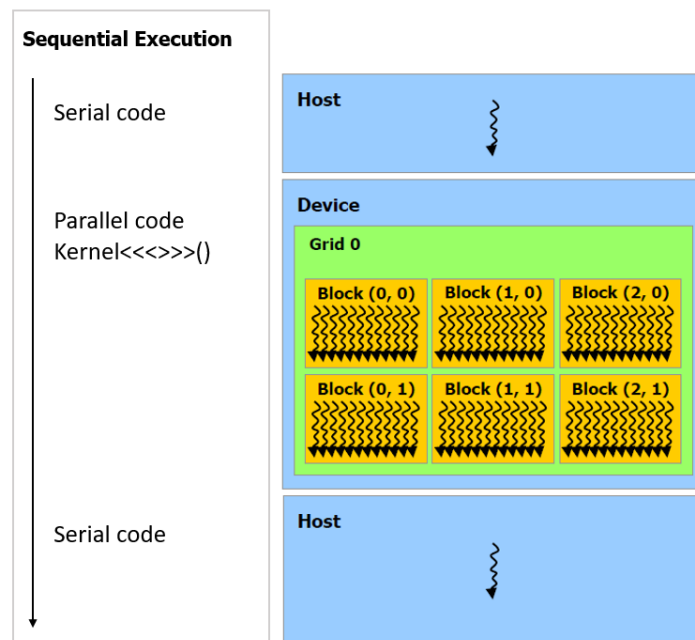 Sequential Execution
Serial code
Parallel code
Kernel<<<>>>()
Serial code
Host
Device
Grid 0
Block (0, 0)
Block (1, 0)
Block (2, 0)
Block (0, 1)
Block (1, 1)
Block (2, 1)
Host